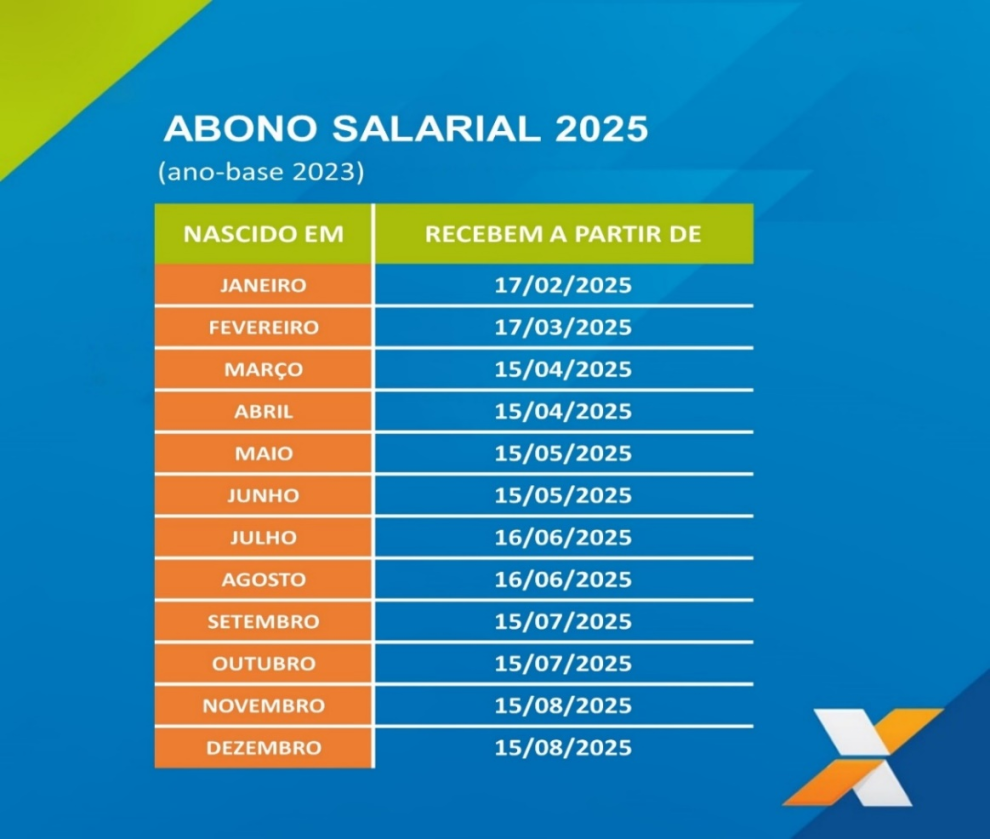 ABONO SALARIAL 2025
(ano-base 2023)
NASCIDO EM RECEBEM A PARTIR DE
JANEIRO 17/02/2025
FEVEREIRO 17/03/2025
MARÇO 15/04/2025
ABRIL 15/04/2025
MAIO 15/05/2025
JUNHO 15/05/2025
JULHO 16/06/2025
AGOSTO 16/06/2025
SETEMBRO 15/07/2025
OUTUBRO 15/07/2025
NOVEMBRO 15/08/2025
DEZEMBRO 15/08/2025